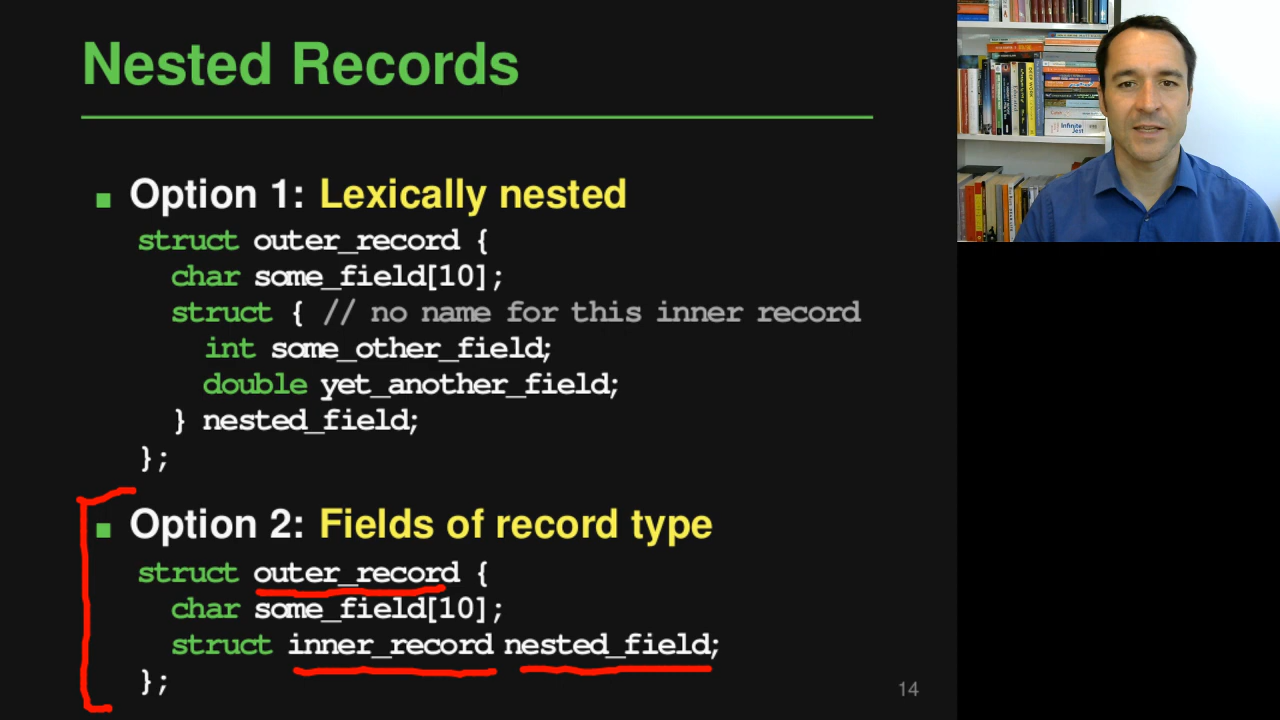 Nested Records
Option 1: Lexically nested
struct outer_record {
char some_field[10];
struct { // no name for this inner record
int some_other_field;
double yet_another_field;
} nested_field;
};
Option 2: Fields of record type
struct outer_record {
char some_field[10];
struct inner_record nested_field;
};
14
Infinite
Jest